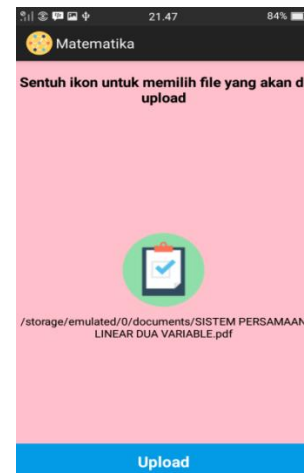 21.47
84%
Matematika
Sentuh ikon untuk memilih file yang akan d
upload
/storage/emulated/0/documents/SISTEM PERSAMAAN
LINEAR DUA VARIABLE.pdf
Upload